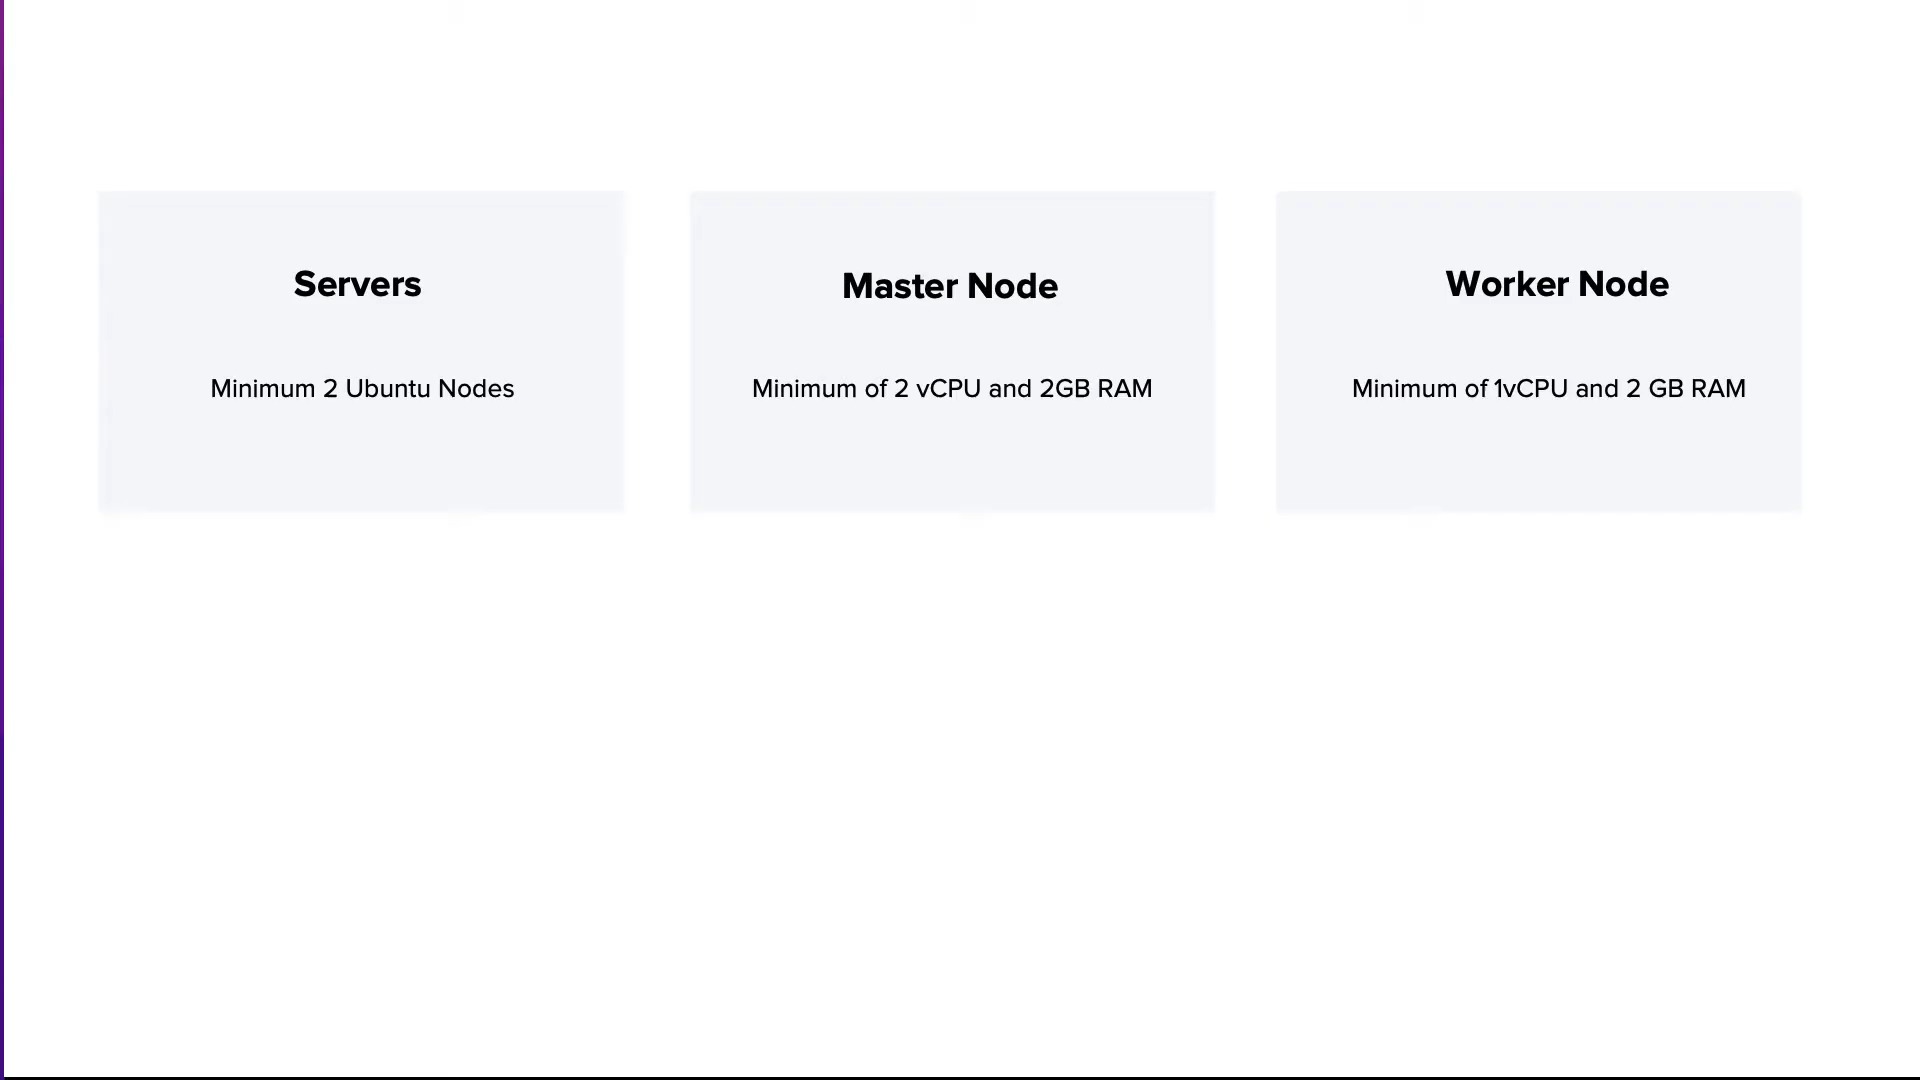 Servers
Minimum 2 Ubuntu Nodes
Master Node
Minimum of 2 vCPU and 2GB RAM
Worker Node
Minimum of 1vCPU and 2 GB RAM